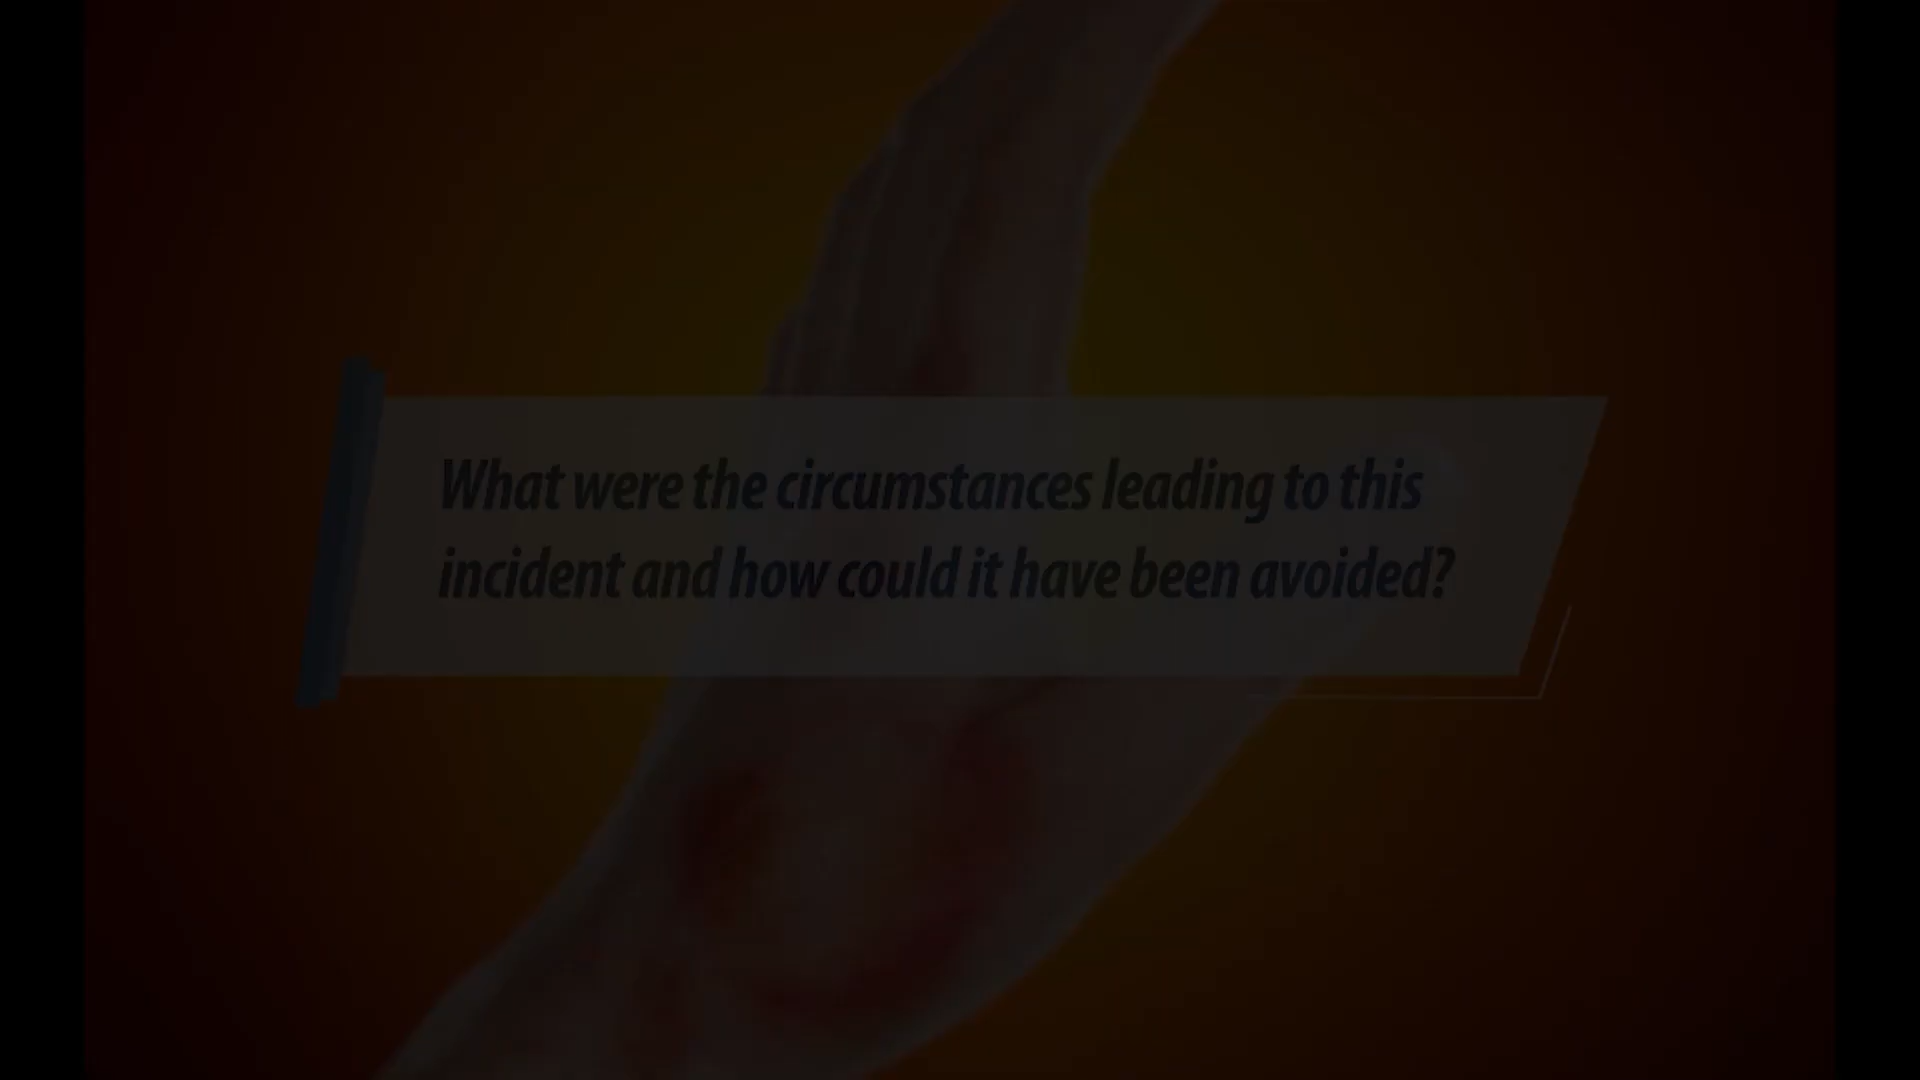 What were the circumstances leading to this
incident and how could it have been avoided?